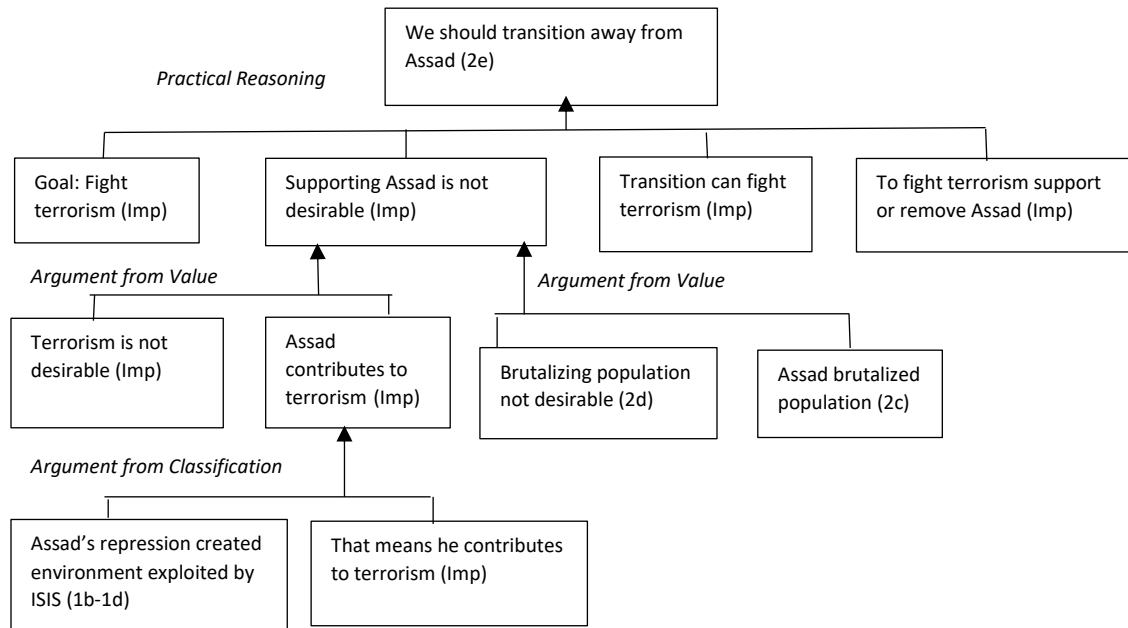 We should transition away from
Assad (2e)
Practical Reasoning
Goal: Fight
terrorism (Imp)
Supporting Assad is not
desirable (Imp)
Transition can fight
terrorism (Imp)
To fight terrorism support
or remove Assad (Imp)
Argument from Value
Argument from Value
Terrorism is not
desirable (Imp)
Assad
contributes to
terrorism (Imp)
Brutalizing population
not desirable (2d)
Assad brutalized
population (2c)
Argument from Classification
Assad’s repression created
environment exploited by
ISIS (1b-1d)
That means he contributes
to terrorism (Imp)